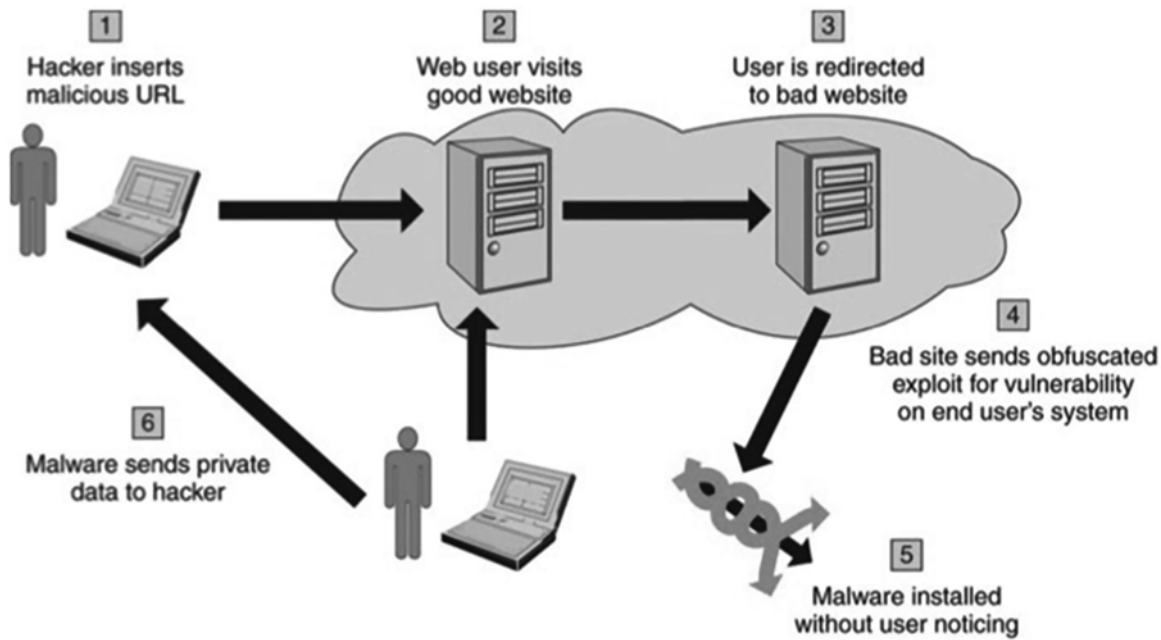 1
Hacker inserts
malicious URL
2
Web user visits
good website
3
User is redirected
to bad website
4
Bad site sends obfuscated
exploit for vulnerability
on end user's system
5
Malware installed
without user noticing
6
Malware sends private
data to hacker